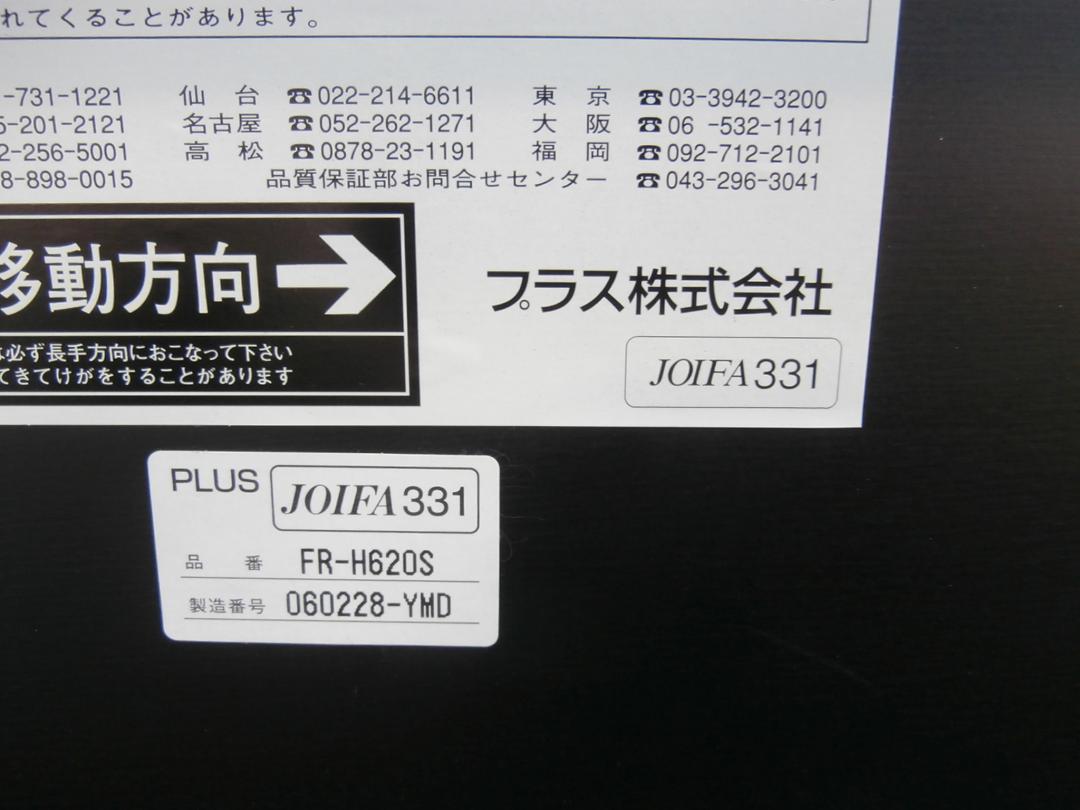 れてくることがあります。
-731-1221 仙台 ☎022-214-6611 東京 ☎03-3942-3200
5-201-2121 名古屋 ☎052-262-1271 大阪 ☎06 -532-1141
2-256-5001 高松 ☎0878-23-1191 福岡 ☎092-712-2101
8-898-0015 品質保証部お問合せセンター ☎043-296-3041
移動方向→
は必ず長手方向におこなって下さい
てきてけがをすることがあります
プラス株式会社
JOIFA331
PLUS JOIFA331
品番 FR-H620S
製造番号 060228-YMD